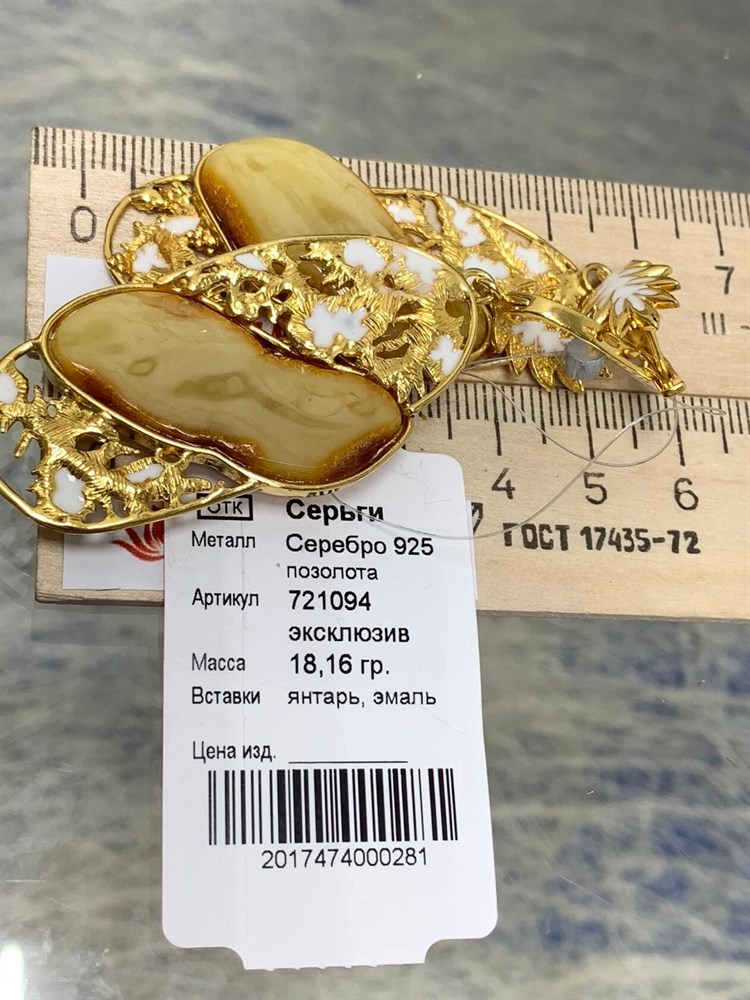 0
7
III
4 5 6
ГОСТ 17435-72
ОТК Серьги
Металл Серебро 925
позолота
Артикул 721094
эксклюзив
Масса 18,16 гр.
Вставки янтарь, эмаль
Цена изд.
2017474000281